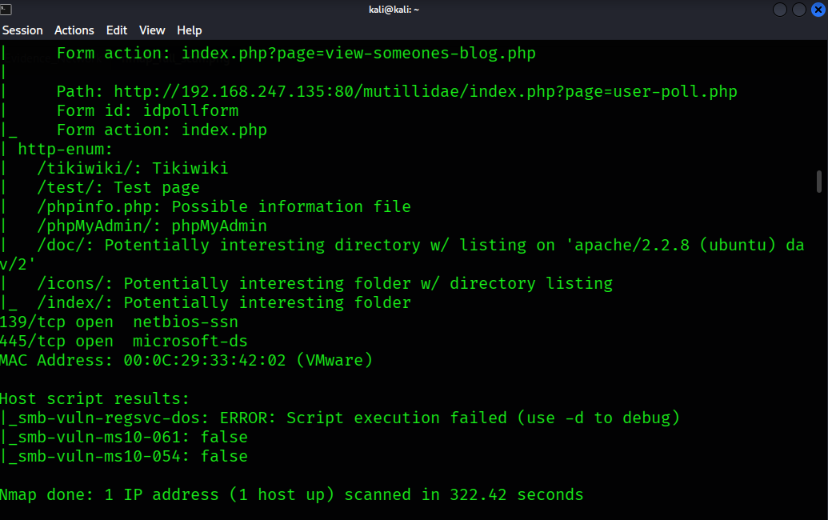 kali@kali: ~
Session Actions Edit View Help
|     Form action: index.php?page=view-someones-blog.php
|
|     Path: http://192.168.247.135:80/mutillidae/index.php?page=user-poll.php
|     Form id: idpollform
|_    Form action: index.php
| http-enum:
|   /tikiwiki/: Tikiwiki
|   /test/: Test page
|   /phpinfo.php: Possible information file
|   /phpMyAdmin/: phpMyAdmin
|   /doc/: Potentially interesting directory w/ listing on 'apache/2.2.8 (ubuntu) da
v/2'
|   /icons/: Potentially interesting folder w/ directory listing
|_  /index/: Potentially interesting folder
139/tcp open  netbios-ssn
445/tcp open  microsoft-ds
MAC Address: 00:0C:29:33:42:02 (VMware)

Host script results:
|_smb-vuln-regsvc-dos: ERROR: Script execution failed (use -d to debug)
|_smb-vuln-ms10-061: false
|_smb-vuln-ms10-054: false

Nmap done: 1 IP address (1 host up) scanned in 322.42 seconds